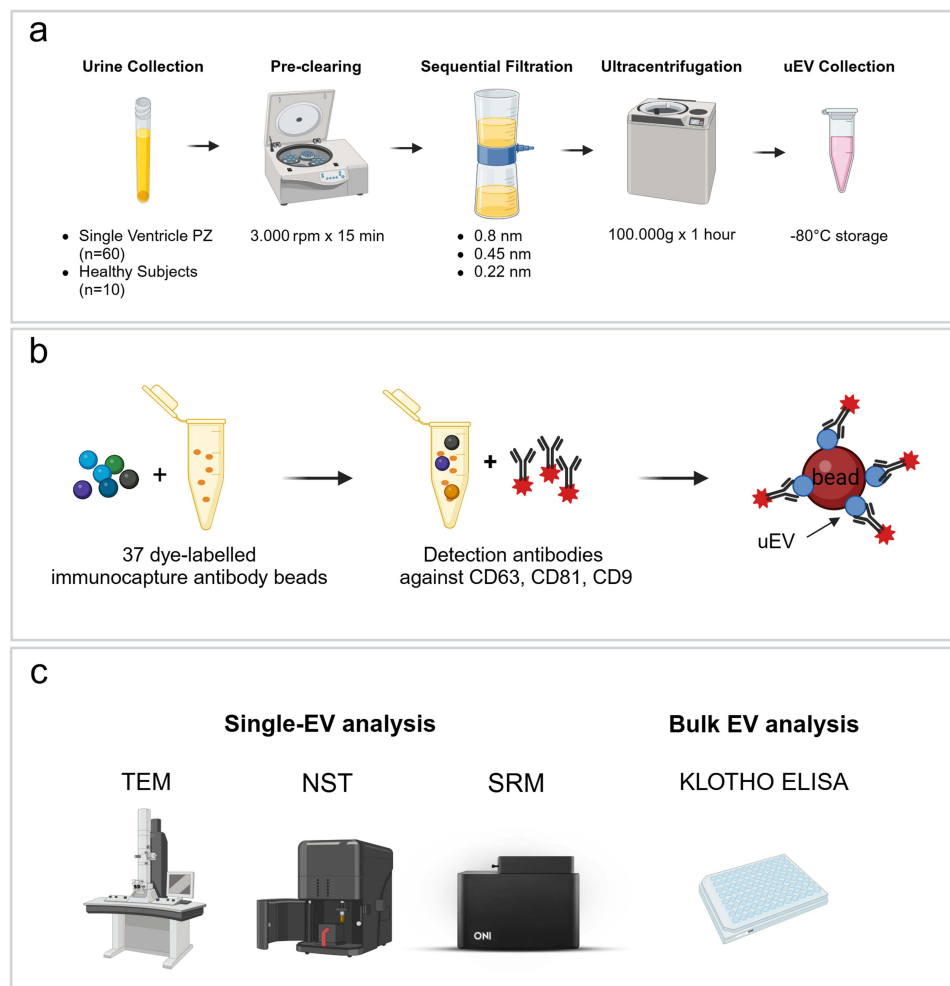 a
Urine Collection
Pre-clearing
Sequential Filtration
Ultracentrifugation
uEV Collection
• Single Ventricle PZ
(n=60)
• Healthy Subjects
(n=10)
3.000 rpm x 15 min
• 0.8 nm
• 0.45 nm
• 0.22 nm
100.000g x 1 hour
-80°C storage
b
+
+
bead
uEV
37 dye-labelled
immunocapture antibody beads
Detection antibodies
against CD63, CD81, CD9
c
Single-EV analysis
Bulk EV analysis
TEM
NST
SRM
KLOTHO ELISA
ONi